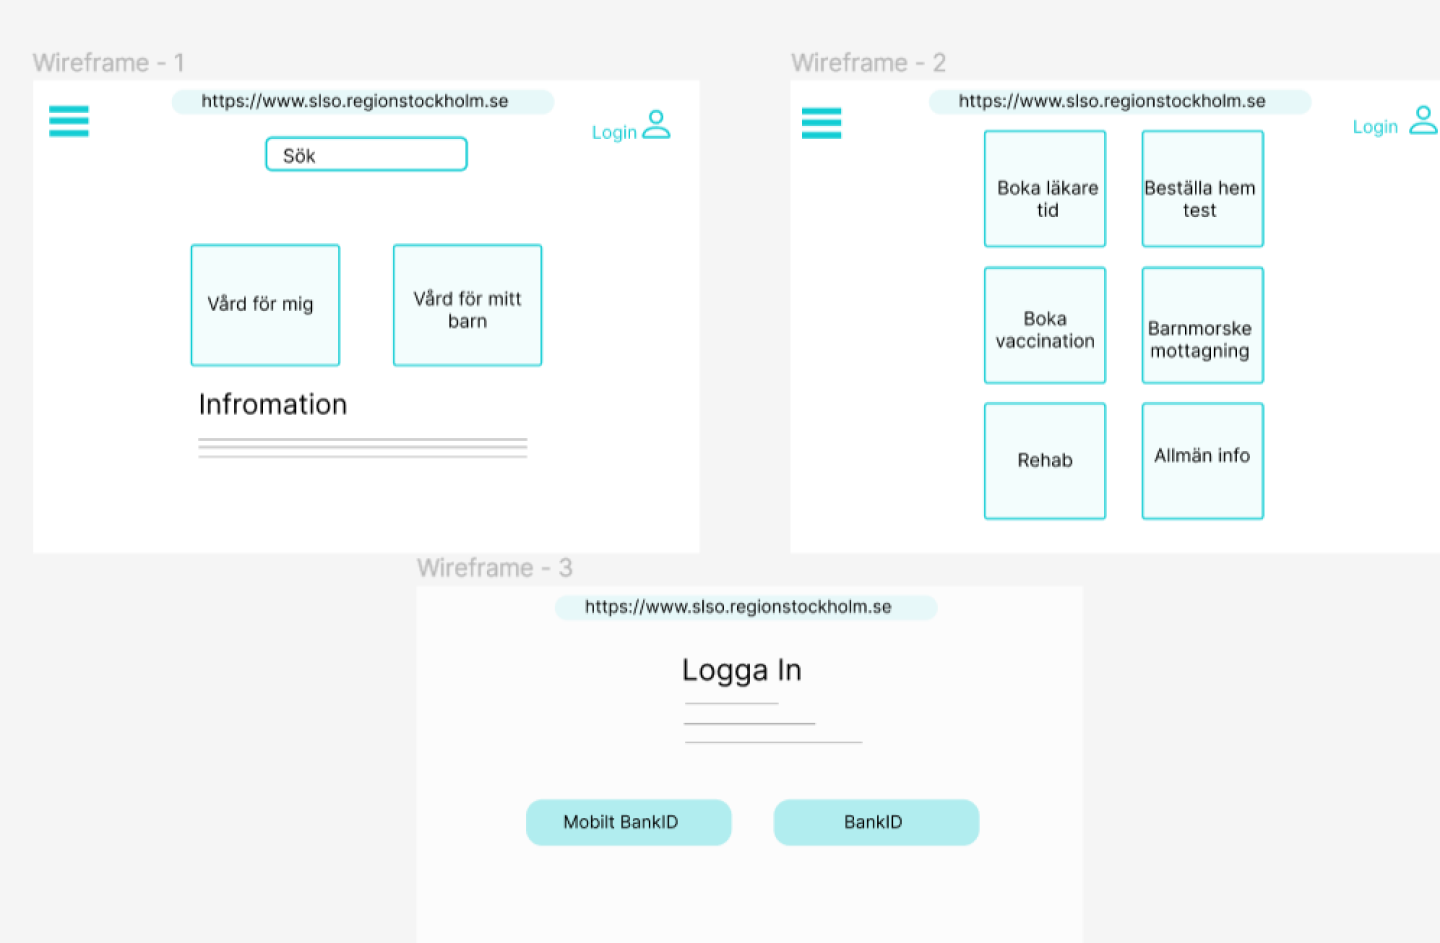 Wireframe - 1
https://www.slso.regionstockholm.se
Login
Sök
Vård för mig
Vård för mitt
barn
Infromation
Wireframe - 2
https://www.slso.regionstockholm.se
Login
Boka läkare
tid
Beställa hem
test
Boka
vaccination
Barnmorske
mottagning
Rehab
Allmän info
Wireframe - 3
https://www.slso.regionstockholm.se
Logga In
Mobilt BankID
BankID